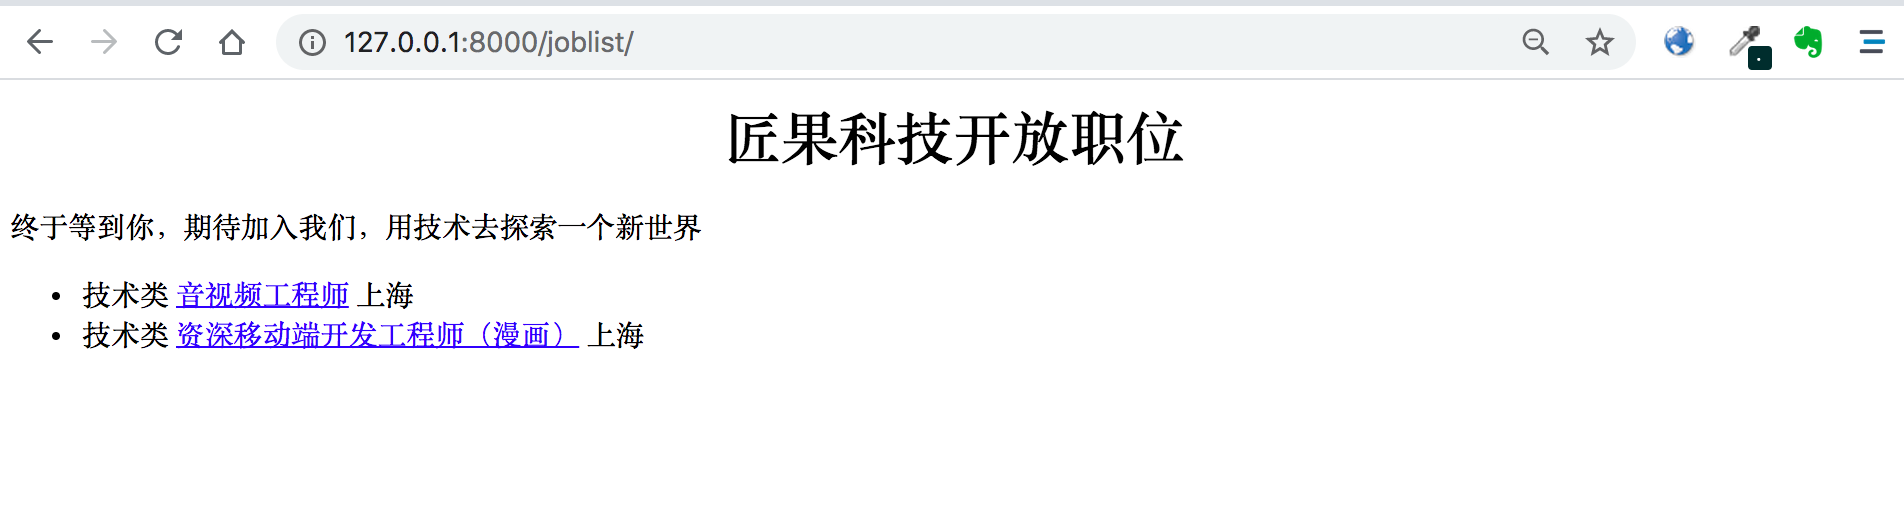 127.0.0.1:8000/joblist/
匠果科技开放职位
终于等到你，期待加入我们，用技术去探索一个新世界
• 技术类 音视频工程师 上海
• 技术类 资深移动端开发工程师（漫画） 上海